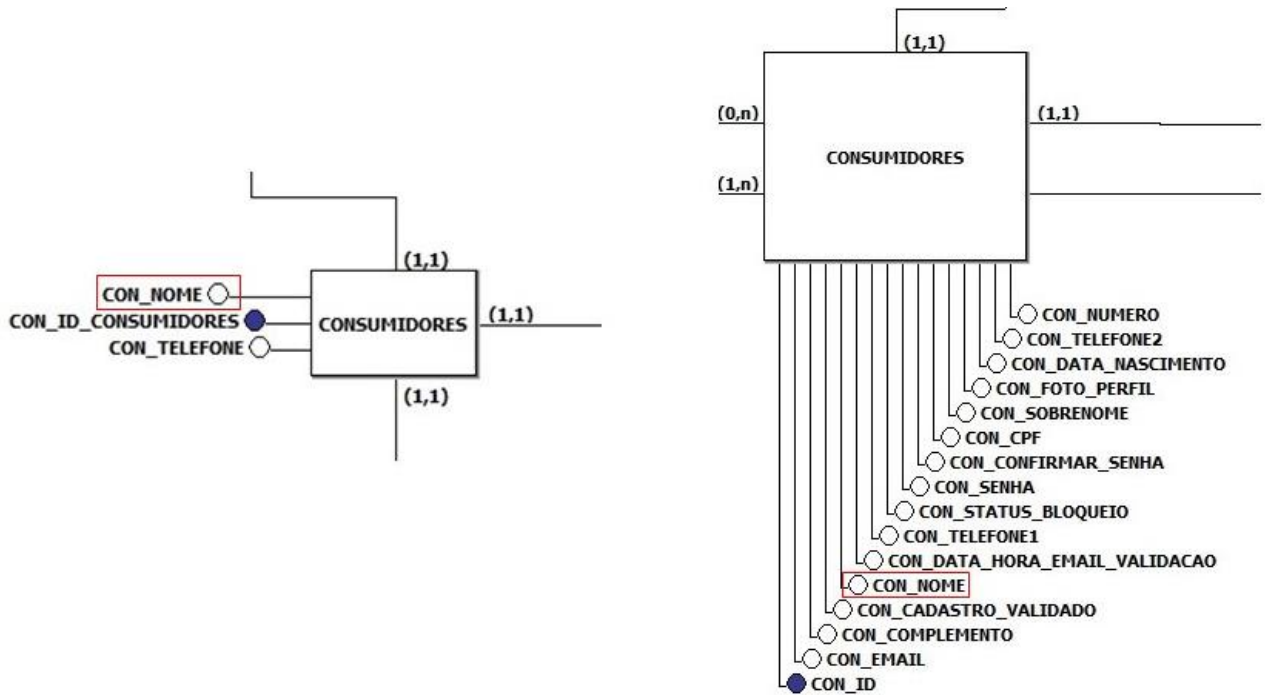 (1,1)
CON_NOME
CON_ID_CONSUMIDORES
CON_TELEFONE
CONSUMIDORES
(1,1)
(1,1)
(1,1)
(0,n)
(1,1)
CONSUMIDORES
(1,n)
CON_NUMERO
CON_TELEFONE2
CON_DATA_NASCIMENTO
CON_FOTO_PERFIL
CON_SOBRENOME
CON_CPF
CON_CONFIRMAR_SENHA
CON_SENHA
CON_STATUS_BLOQUEIO
CON_TELEFONE1
CON_DATA_HORA_EMAIL_VALIDACAO
CON_NOME
CON_CADASTRO_VALIDADO
CON_COMPLEMENTO
CON_EMAIL
CON_ID